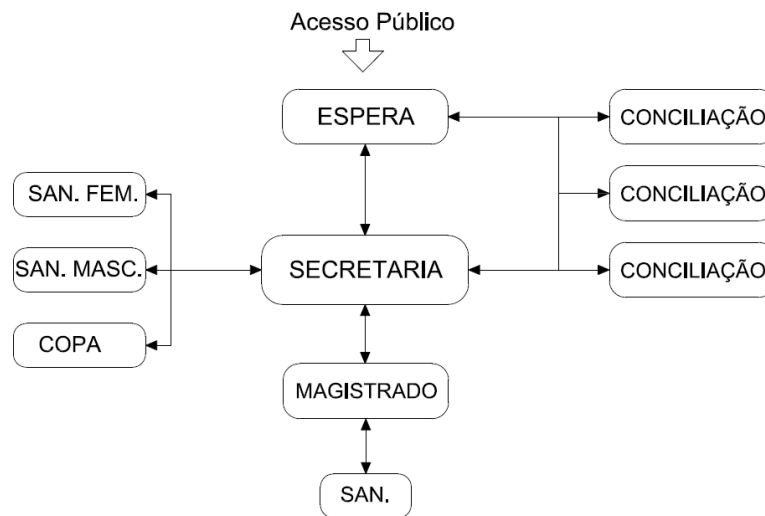 Acesso Público
ESPERA
CONCILIAÇÃO
SAN. FEM.
CONCILIAÇÃO
SAN. MASC.
SECRETARIA
CONCILIAÇÃO
COPA
MAGISTRADO
SAN.